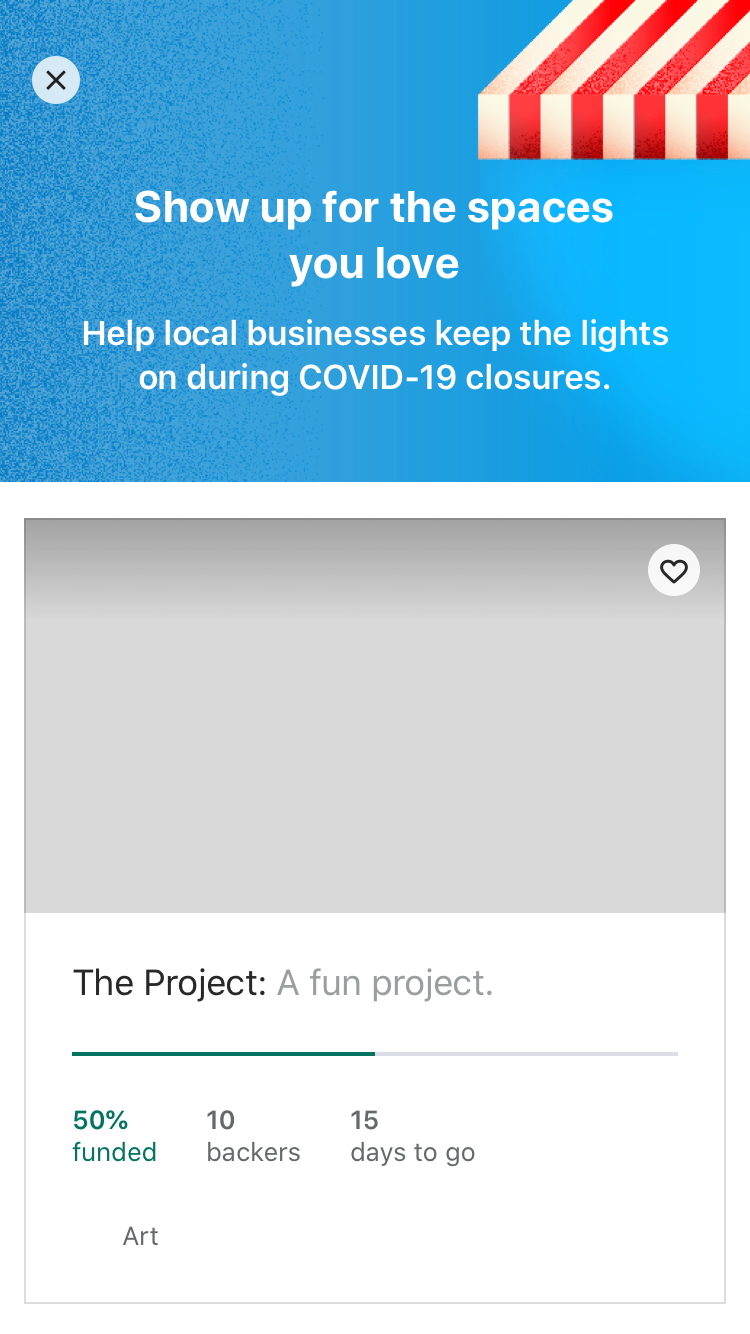 Show up for the spaces
you love
Help local businesses keep the lights
on during COVID-19 closures.
The Project: A fun project.
50% 10 15
funded backers days to go
Art